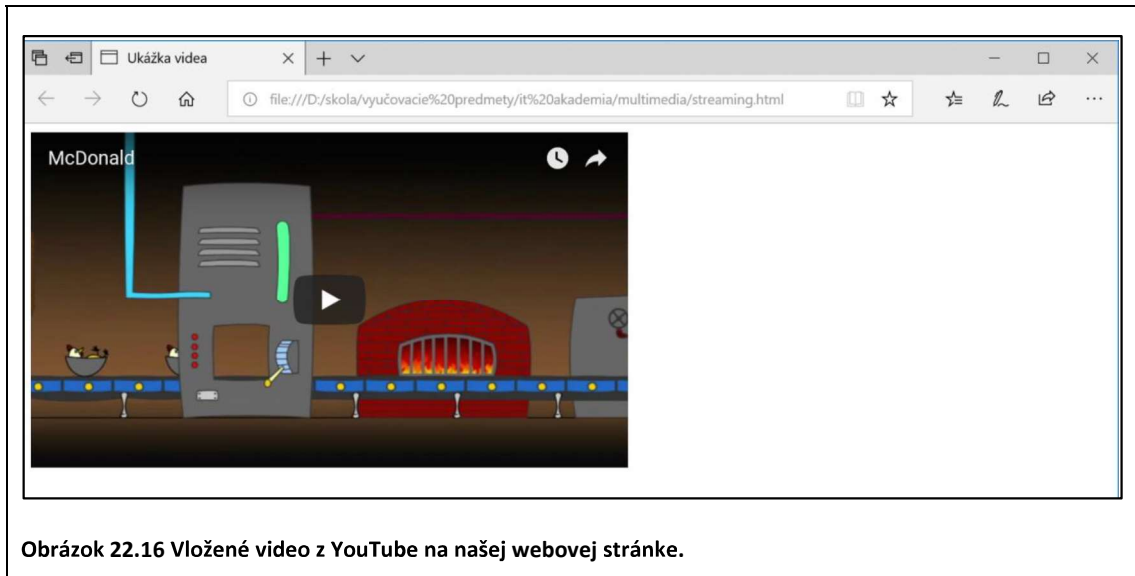 Ukážka videa
file:///D:/skola/vyučovacie%20predmety/it%20akademia/multimedia/streaming.html
McDonald
Obrázok 22.16 Vložené video z YouTube na našej webovej stránke.